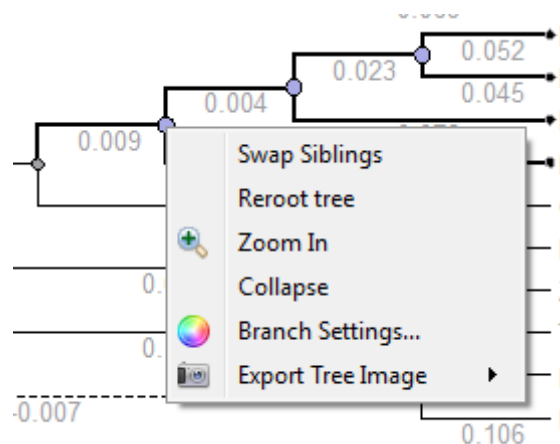 0.052
0.023
0.045
0.004
0.009
Swap Siblings
Reroot tree
Zoom In
Collapse
Branch Settings...
Export Tree Image
-0.007
0.106